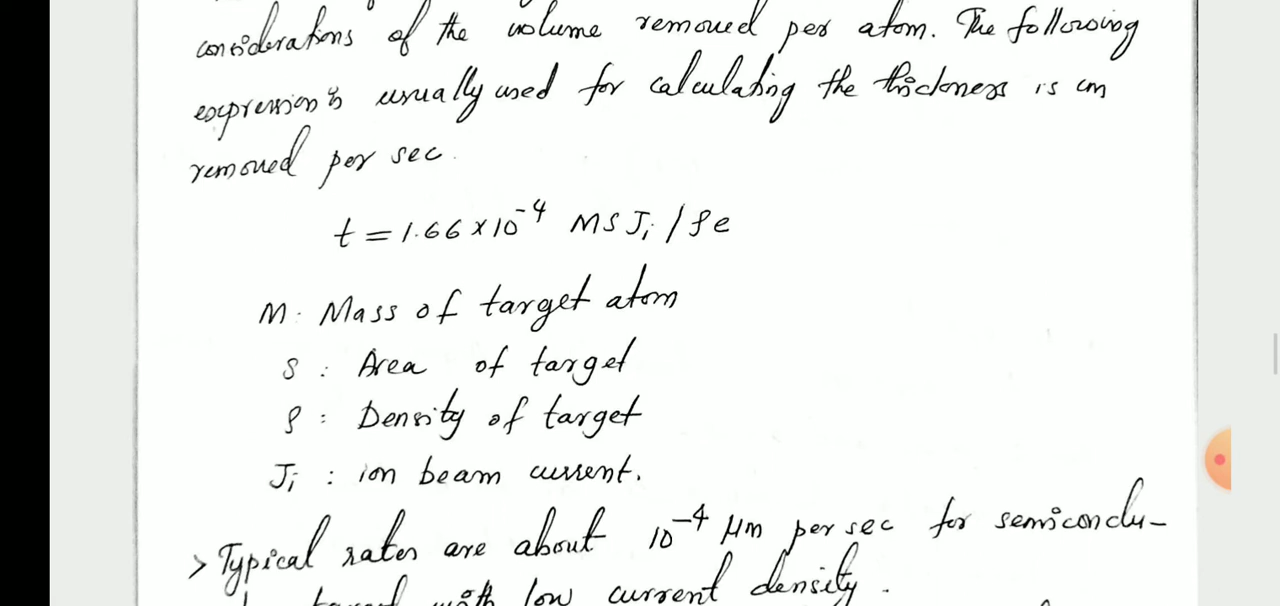 considerations of the volume removed per atom. The following
expression is usually used for calculating the thickness is cm
removed per sec.
t = 1.66 × 10⁻⁴ MSJᵢ / ρe
M. Mass of target atom
S : Area of target
ρ : Density of target
Jᵢ : ion beam current.
> Typical rates are about 10⁻⁴ μm per sec for semicondu-
with low current density.